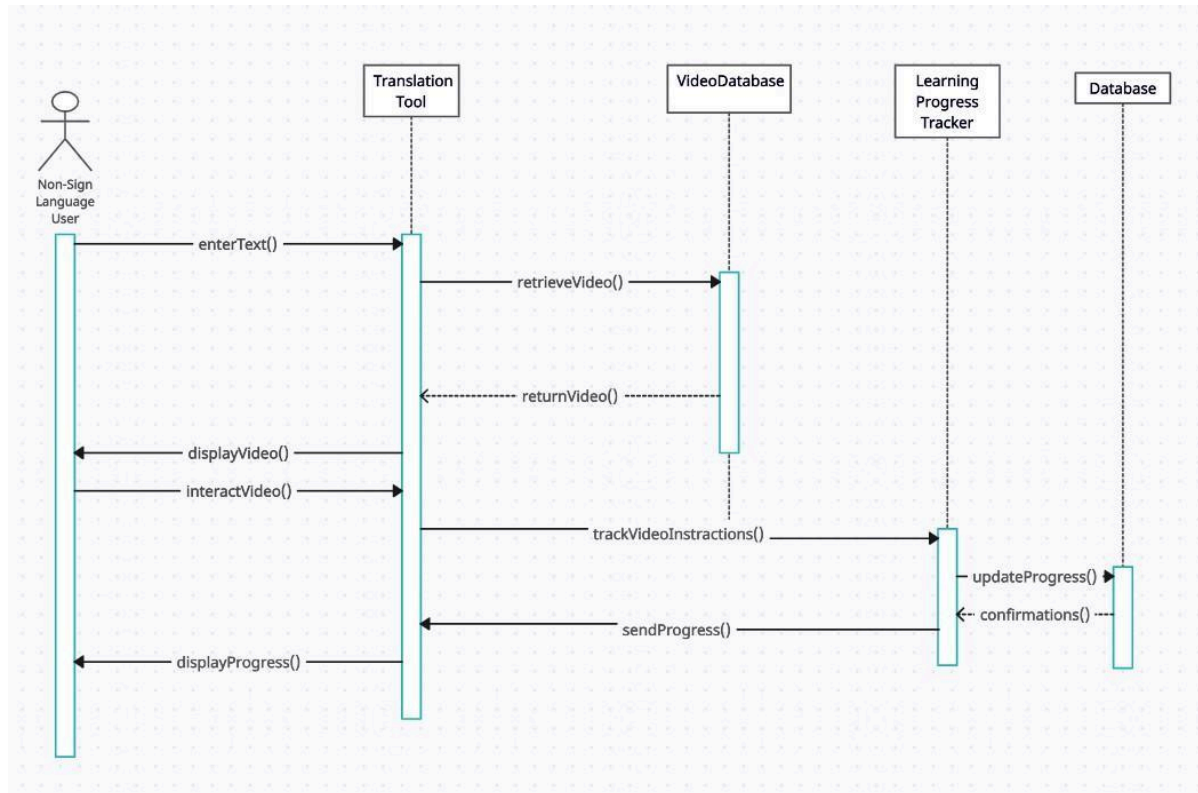 Translation
Tool
VideoDatabase
Learning
Progress
Tracker
Database
Non-Sign
Language
User
enterText()
retrieveVideo()
returnVideo()
displayVideo()
interactVideo()
trackVideoInstractions()
updateProgress()
confirmations()
sendProgress()
displayProgress()